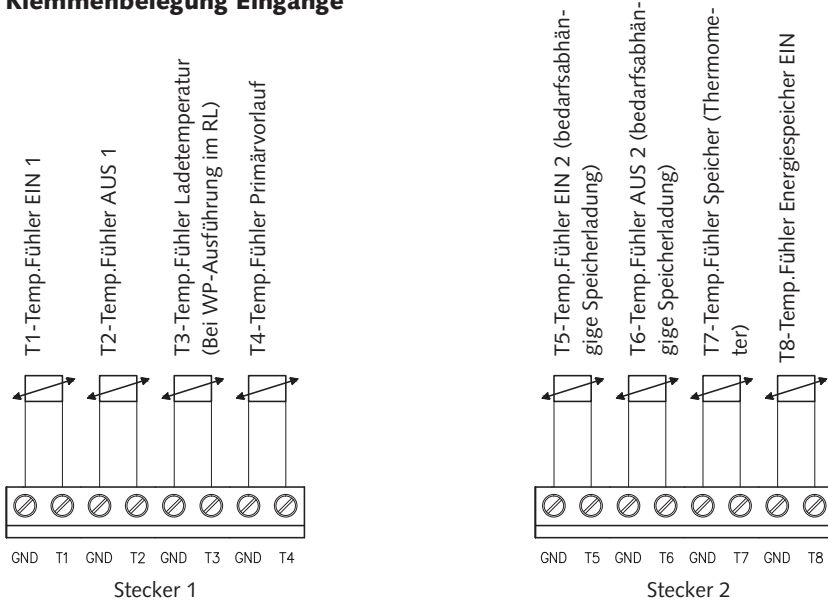 Klemmenbelegung Eingänge
T1-Temp.Fühler EIN 1
T2-Temp.Fühler AUS 1
T3-Temp.Fühler Ladetemperatur
(Bei WP-Ausführung im RL)
T4-Temp.Fühler Primärvorlauf
GND T1 GND T2 GND T3 GND T4
Stecker 1
T5-Temp.Fühler EIN 2 (bedarfsabhän-
gige Speicherladung)
T6-Temp.Fühler AUS 2 (bedarfsabhän-
gige Speicherladung)
T7-Temp.Fühler Speicher (Thermome-
ter)
T8-Temp.Fühler Energiespeicher EIN
GND T5 GND T6 GND T7 GND T8
Stecker 2